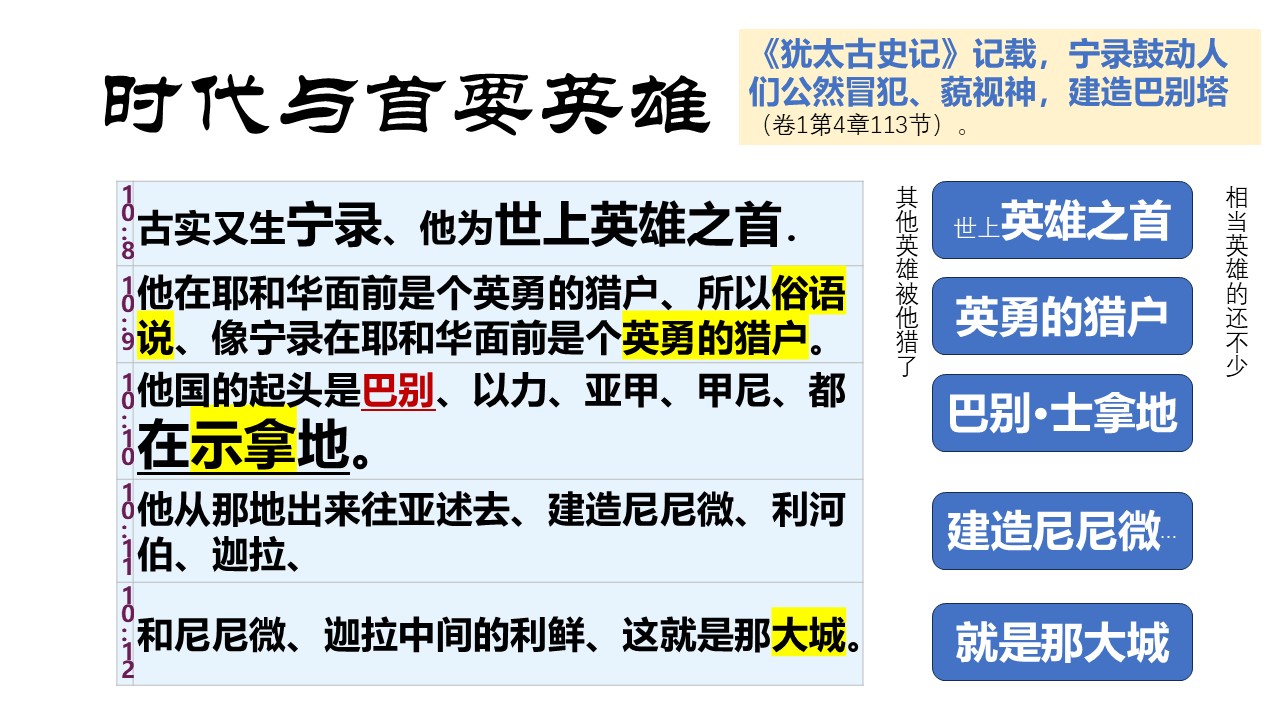 时代与首要英雄
《犹太古史记》记载，宁录鼓动人
们公然冒犯、藐视神，建造巴别塔
（卷1第4章113节）。
10:8
古实又生宁录、他为世上英雄之首．
10:9
他在耶和华面前是个英勇的猎户、所以俗语
说、像宁录在耶和华面前是个英勇的猎户。
10:10
他国的起头是巴别、以力、亚甲、甲尼、都
在示拿地。
10:11
他从那地出来往亚述去、建造尼尼微、利河
伯、迦拉、
10:12
和尼尼微、迦拉中间的利鲜、这就是那大城。
其他英雄被他猎了
世上英雄之首
英勇的猎户
巴别•士拿地
建造尼尼微…
就是那大城
相当英雄的还不少